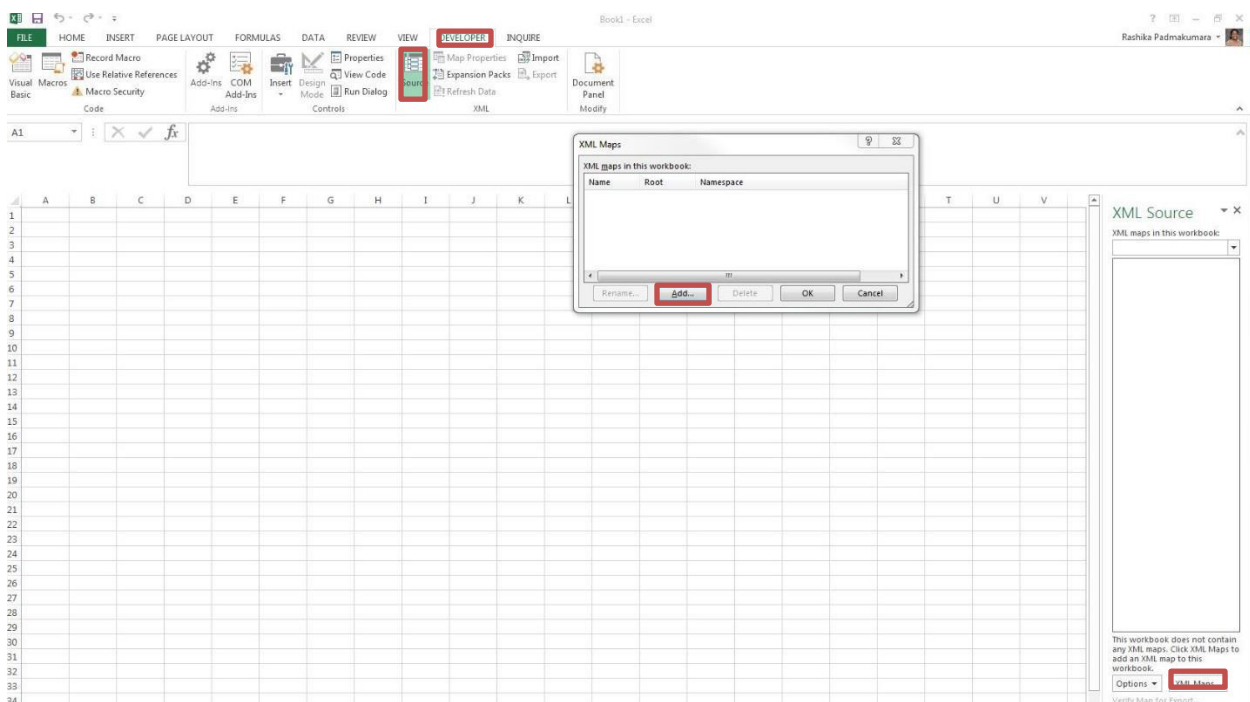 Book1 - Excel
FILE HOME INSERT PAGE LAYOUT FORMULAS DATA REVIEW VIEW DEVELOPER INQUIRE
Rashika Padmakumara
Visual Basic
Macros
Record Macro
Use Relative References
Macro Security
Code
Add-Ins
COM Add-Ins
Add-Ins
Insert
Design Mode
Properties
View Code
Run Dialog
Controls
Source
Map Properties
Expansion Packs
Refresh Data
Import
Export
XML
Document Panel
Modify
A1
fx
XML Maps
XML maps in this workbook:
Name Root Namespace
Rename... Add... Delete OK Cancel
A B C D E F G H I J K L T U V
1
2
3
4
5
6
7
8
9
10
11
12
13
14
15
16
17
18
19
20
21
22
23
24
25
26
27
28
29
30
31
32
33
34
XML Source
XML maps in this workbook:
This workbook does not contain
any XML maps. Click XML Maps to
add an XML map to this
workbook.
Options XML Maps...
Verify Map for Export...